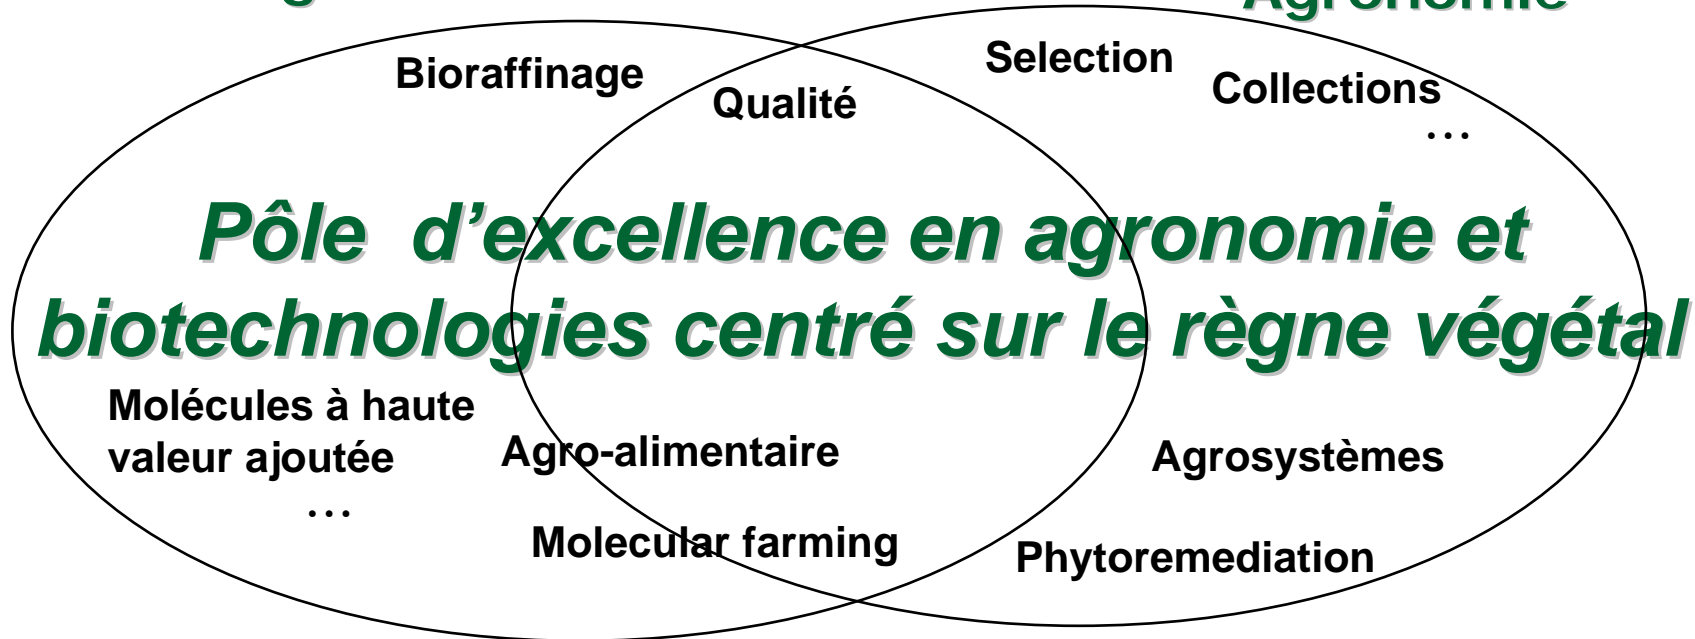 Agronomie
Bioraffinage
Selection
Qualité
Collections
…
Pôle d’excellence en agronomie et
biotechnologies centré sur le règne végétal
Molécules à haute
valeur ajoutée
…
Agro-alimentaire
Agrosystèmes
Molecular farming
Phytoremediation